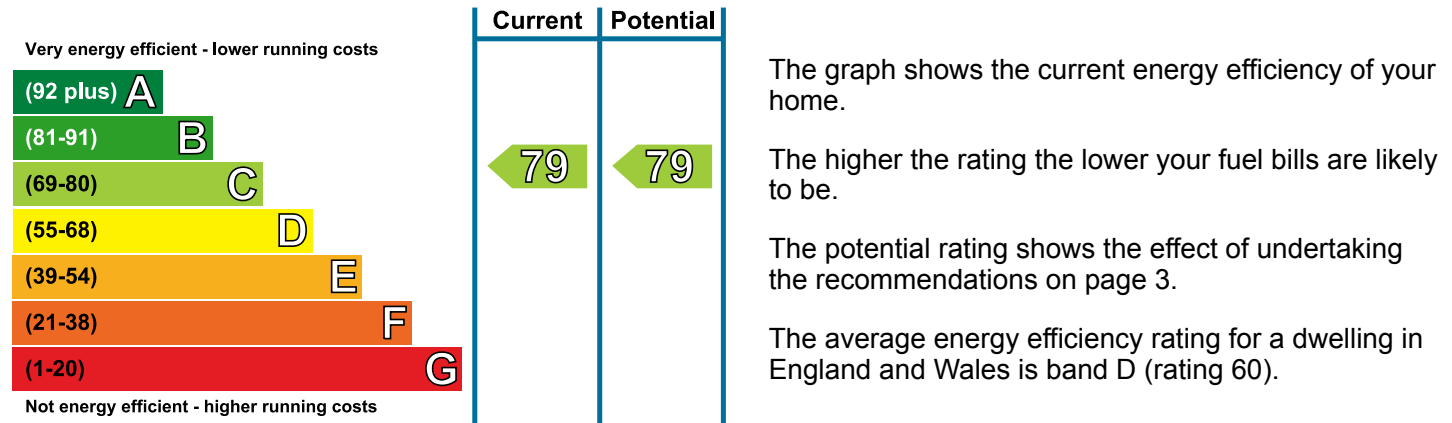 Current Potential
Very energy efficient - lower running costs
(92 plus) A
(81-91) B
(69-80) C
79 79
(55-68) D
(39-54) E
(21-38) F
(1-20) G
Not energy efficient - higher running costs
The graph shows the current energy efficiency of your
home.
The higher the rating the lower your fuel bills are likely
to be.
The potential rating shows the effect of undertaking
the recommendations on page 3.
The average energy efficiency rating for a dwelling in
England and Wales is band D (rating 60).